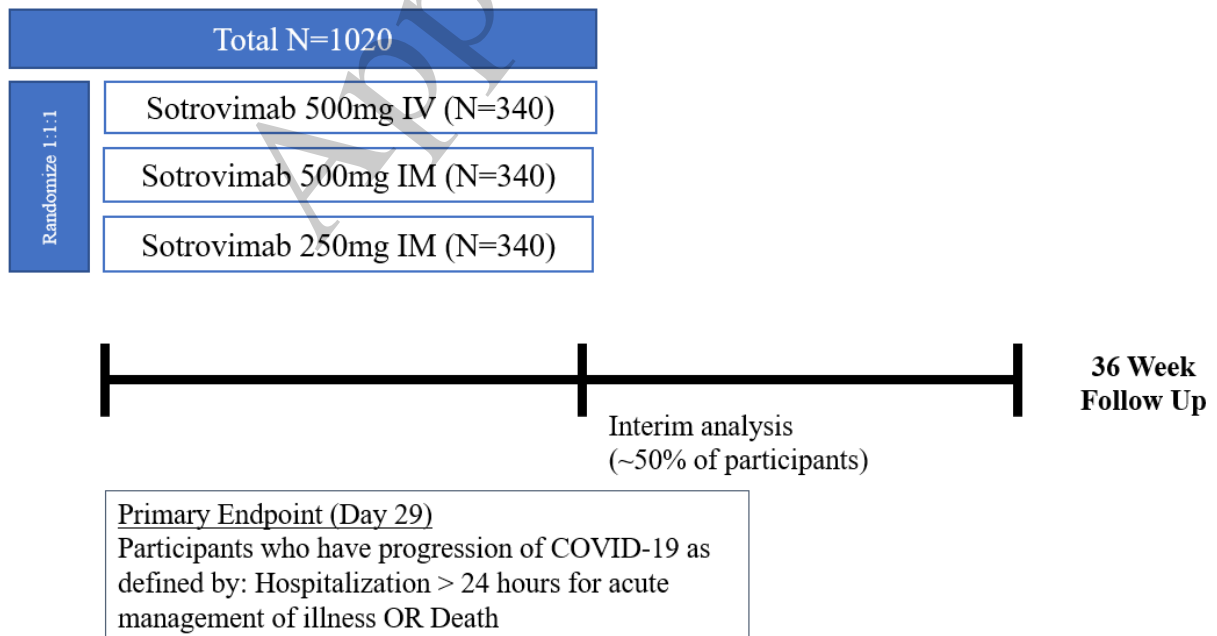 Total N=1020
Randomize 1:1:1
Sotrovimab 500mg IV (N=340)
Sotrovimab 500mg IM (N=340)
Sotrovimab 250mg IM (N=340)
36 Week
Follow Up
Interim analysis
(~50% of participants)
Primary Endpoint (Day 29)
Participants who have progression of COVID-19 as
defined by: Hospitalization > 24 hours for acute
management of illness OR Death
App